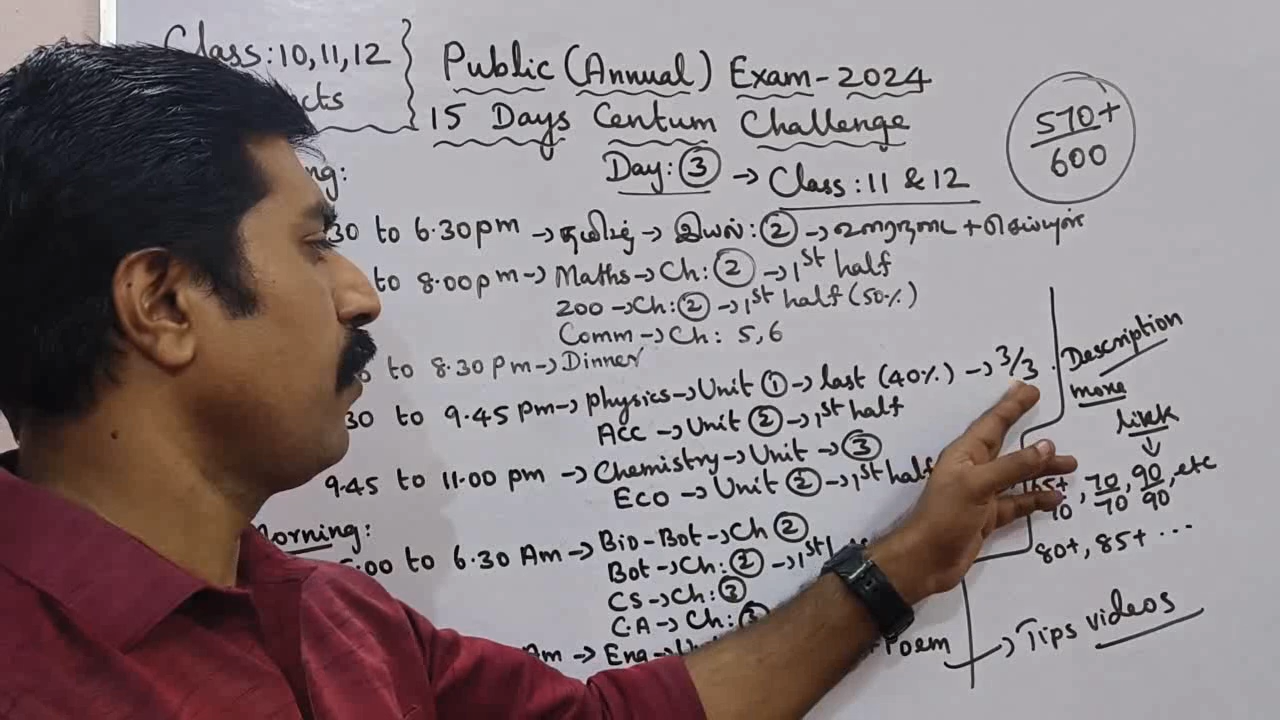 Class:10,11,12
Public (Annual) Exam-2024
15 Days Centum Challenge
Day: 3 → Class:11 & 12
570+/600
30 to 6.30pm → தமிழ் → இயல்: 2 → உரைநடை + செய்யுள்
to 8.00pm → Maths → Ch: 2 → 1st half
Zoo → Ch: 2 → 1st half (50%)
Comm → Ch: 5,6
to 8.30 pm → Dinner
30 to 9.45 pm → physics → Unit 1 → last (40%) → 3/3
Acc → Unit 2 → 1st half
9.45 to 11.00 pm → Chemistry → Unit → 3
Eco → Unit 2 → 1st half
Morning:
00 to 6.30 Am → Bio-Bot → Ch 2
Bot → Ch: 2 → 1st
CS → Ch:
C.A → Ch:
Am → Eng → Poem → Tips videos
Description
more
link
↓
70/70, 90/90, etc
80+, 85+ ...